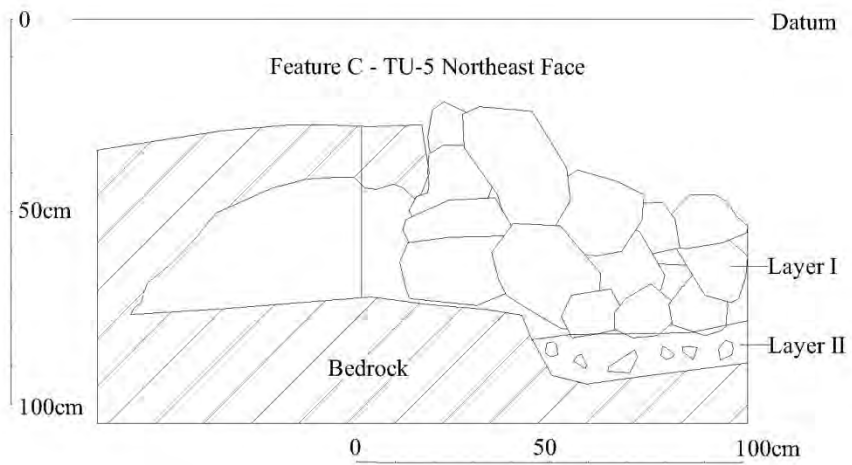 0
Datum
Feature C - TU-5 Northeast Face
50cm
Layer I
Layer II
Bedrock
100cm
0 50 100cm